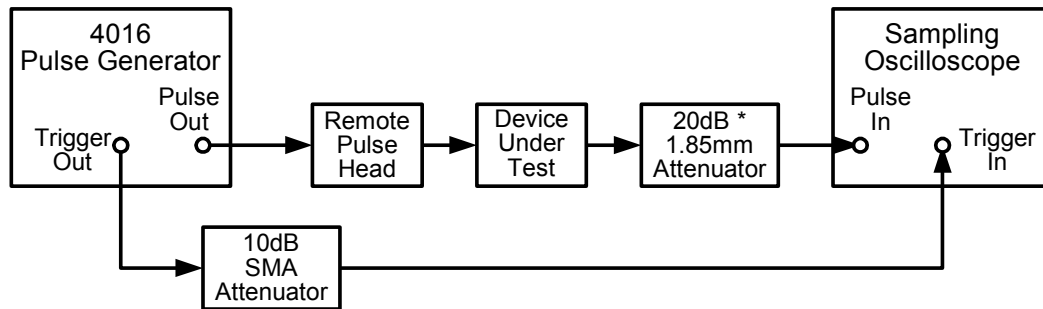 4016
Pulse Generator
Pulse
Out
Trigger
Out
Remote
Pulse
Head
Device
Under
Test
20dB *
1.85mm
Attenuator
Sampling
Oscilloscope
Pulse
In
Trigger
In
10dB
SMA
Attenuator